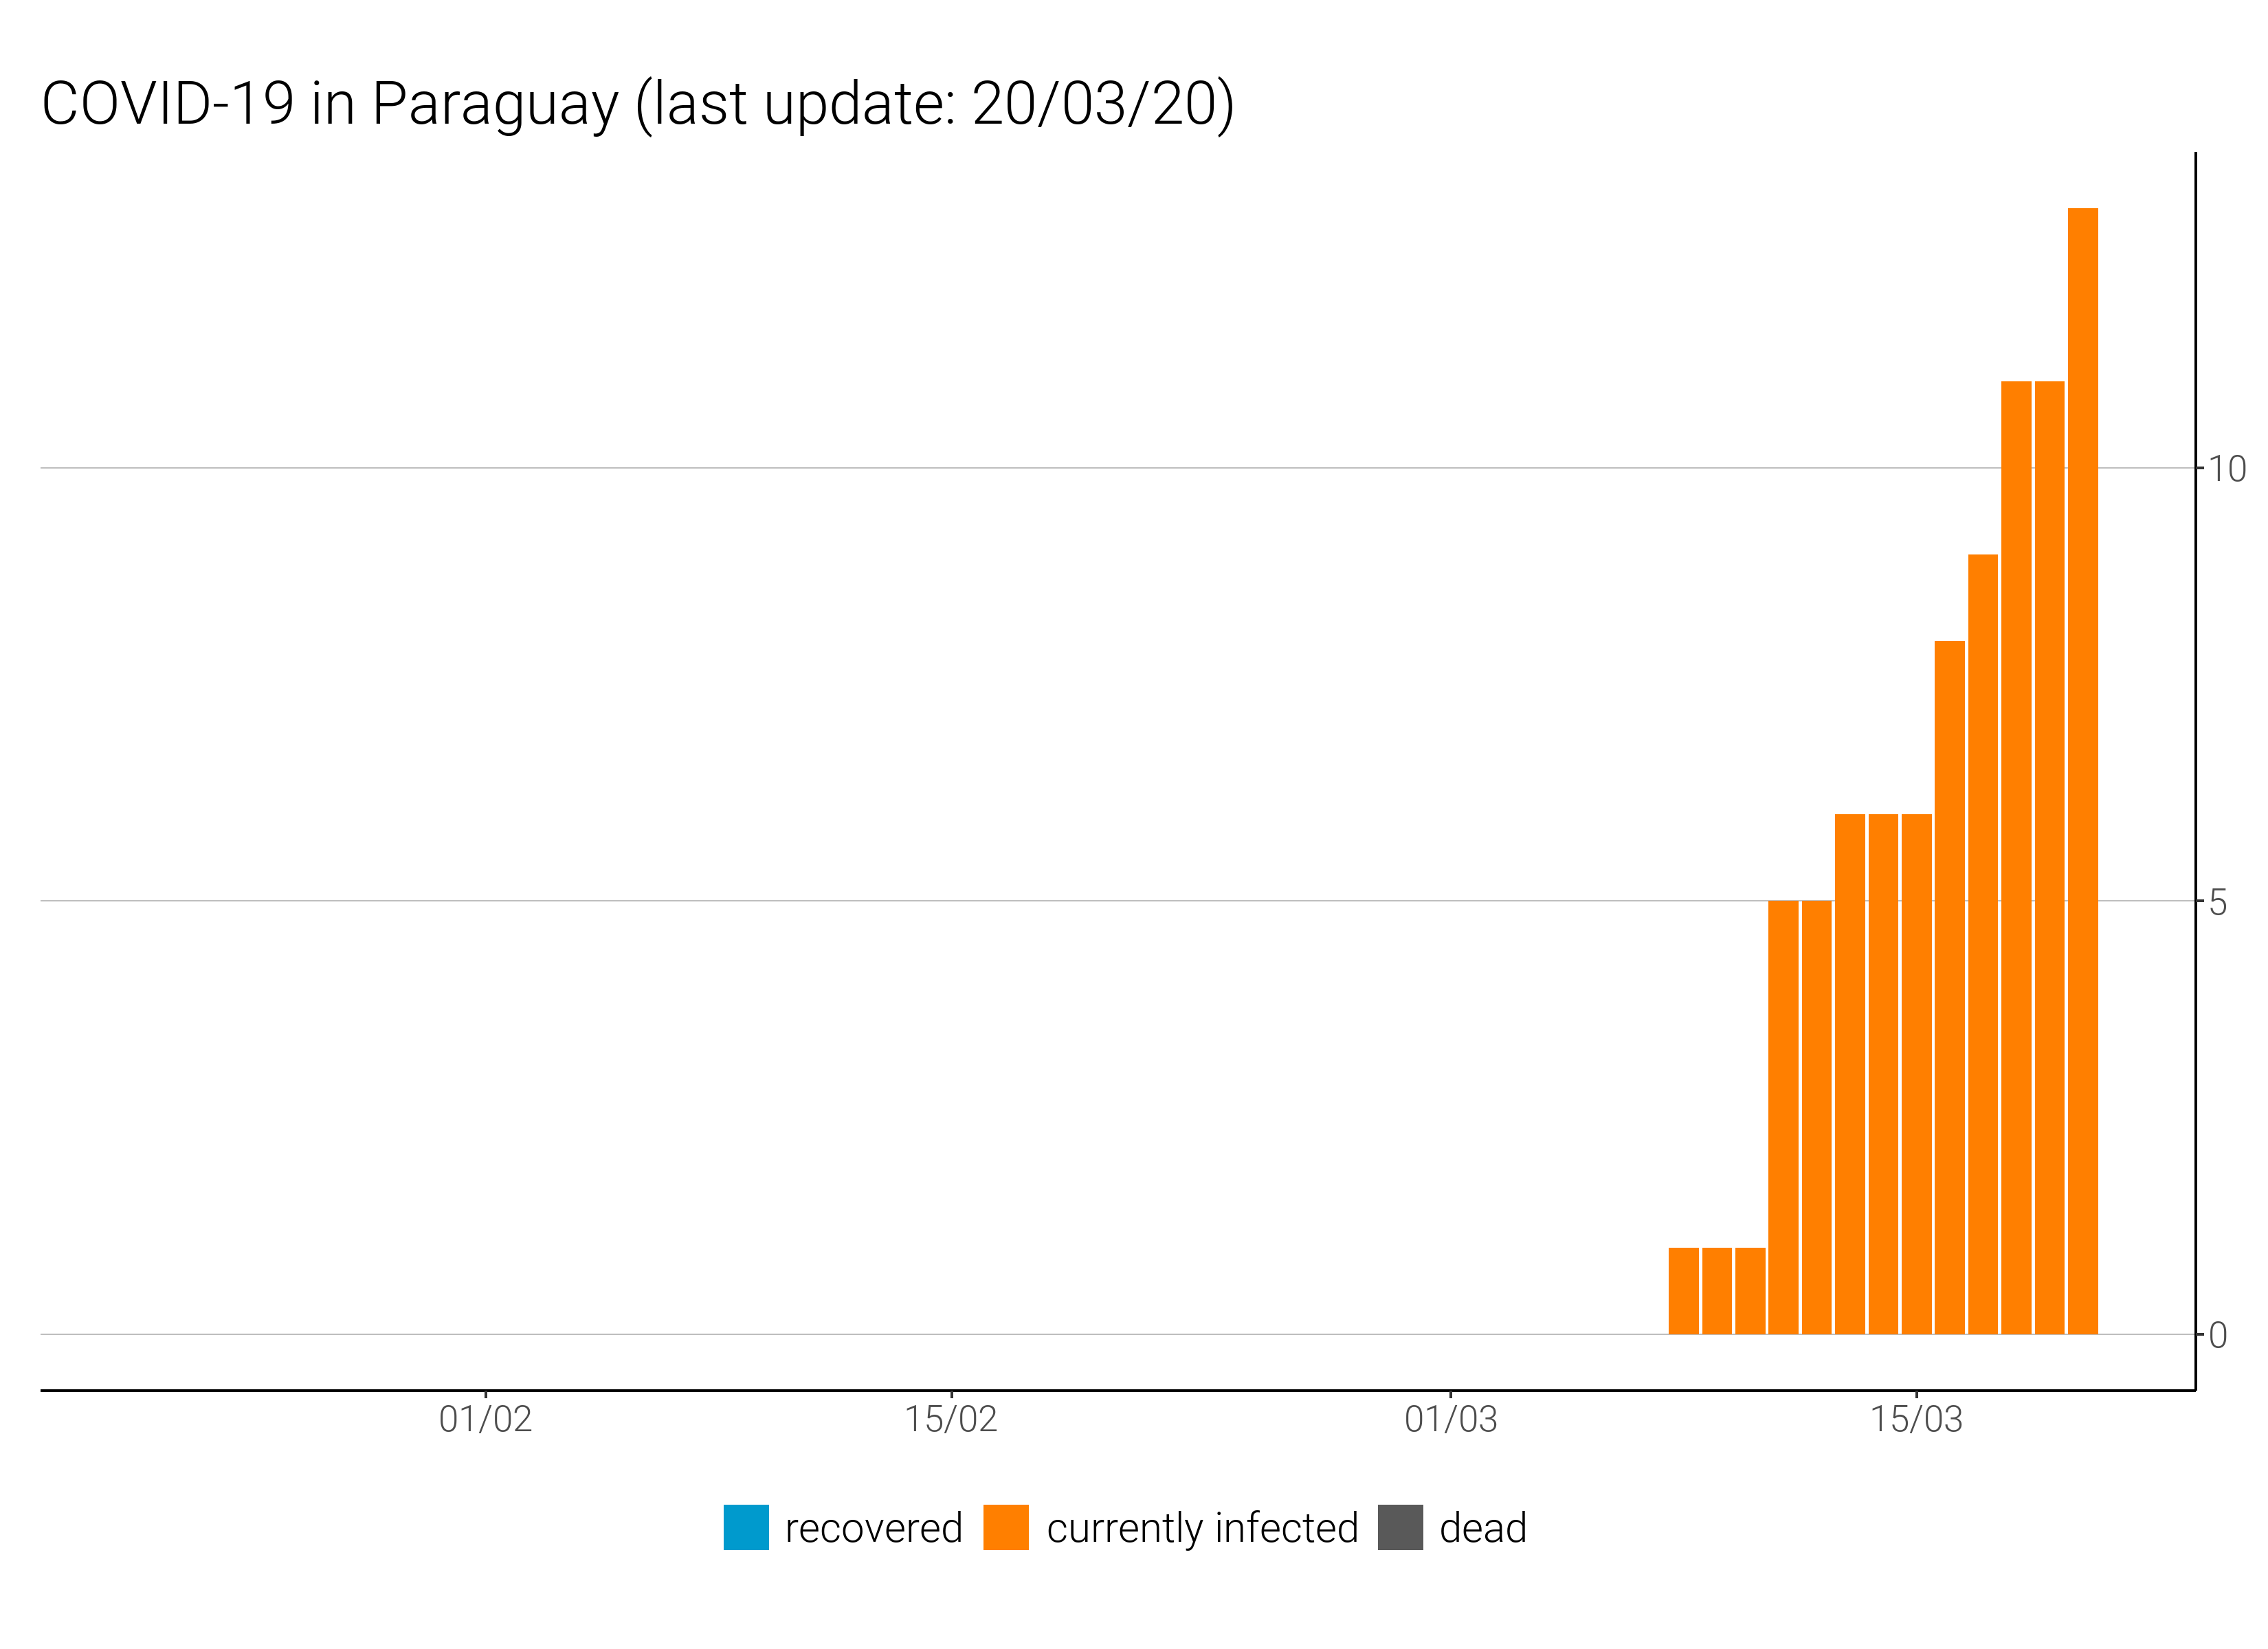 COVID-19 in Paraguay (last update: 20/03/20)
10
5
0
01/02 15/02 01/03 15/03
recovered currently infected dead